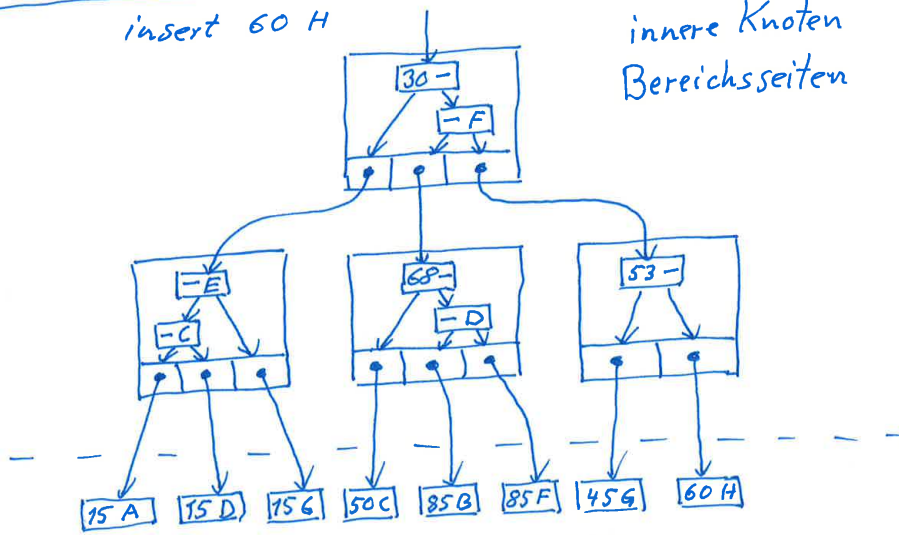 insert 60 H
innere Knoten
Bereichsseiten
30 -
- F
- E
68 -
53 -
- C
- D
15 A
15 D
15 G
50 C
85 B
85 F
45 G
60 H